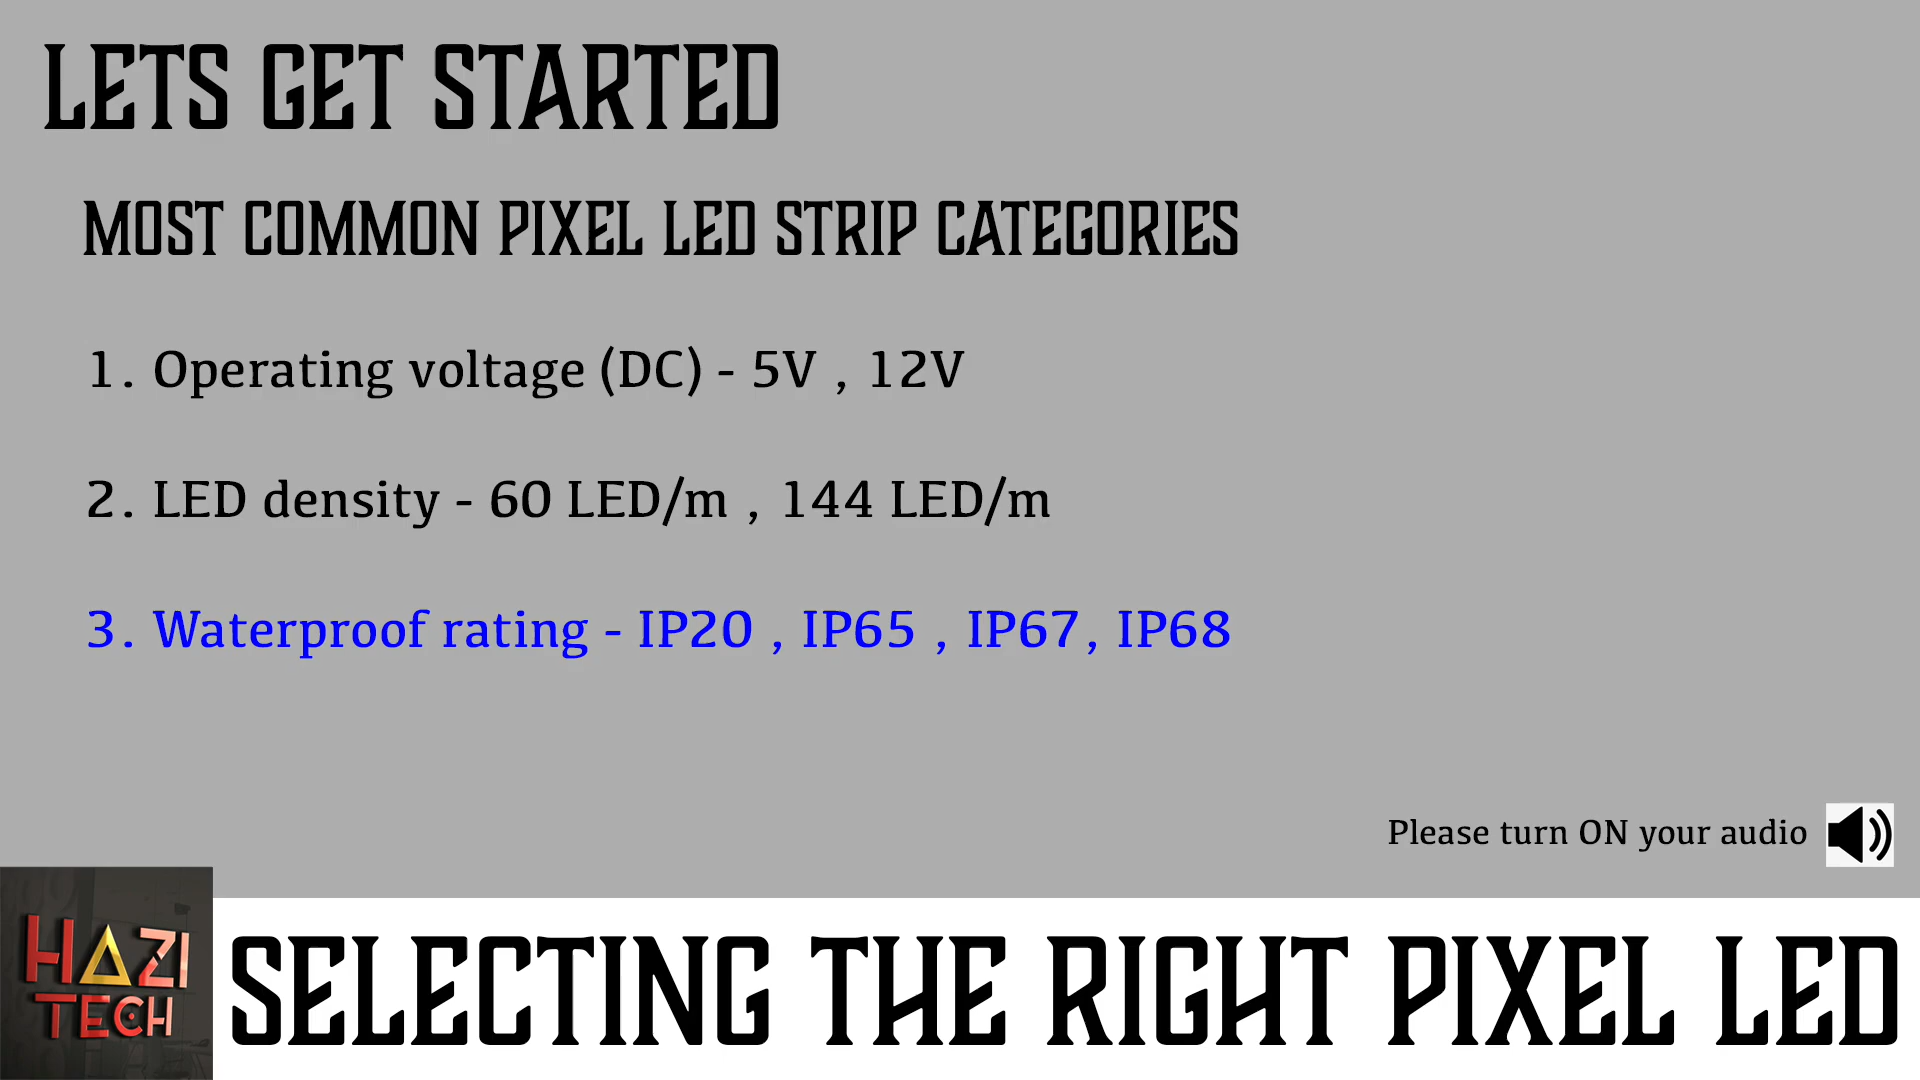 LETS GET STARTED
MOST COMMON PIXEL LED STRIP CATEGORIES
1. Operating voltage (DC) - 5V , 12V
2. LED density - 60 LED/m , 144 LED/m
3. Waterproof rating - IP20 , IP65 , IP67, IP68
Please turn ON your audio
HAZI
TECH
SELECTING THE RIGHT PIXEL LED